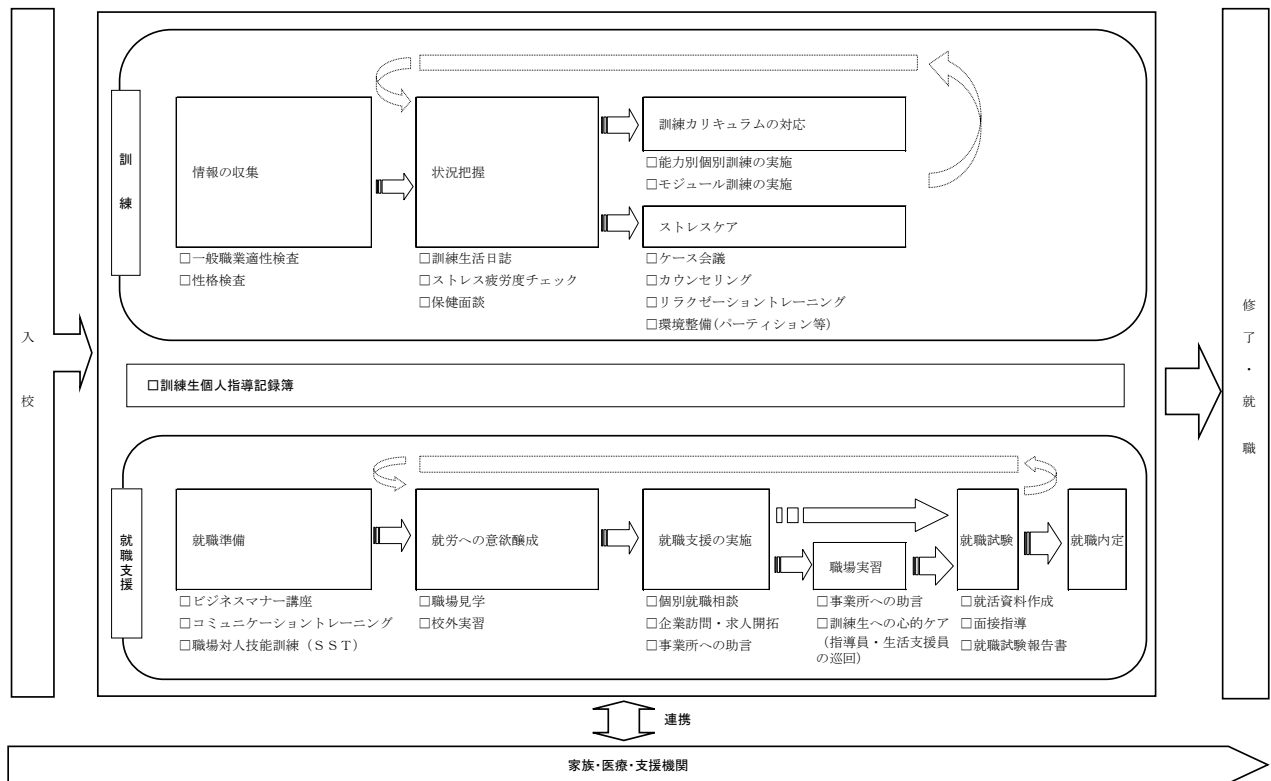 入校
訓練
情報の収集
□一般職業適性検査
□性格検査
状況把握
□訓練生活日誌
□ストレス疲労度チェック
□保健面談
訓練カリキュラムの対応
□能力別個別訓練の実施
□モジュール訓練の実施
ストレスケア
□ケース会議
□カウンセリング
□リラクゼーショントレーニング
□環境整備(パーティション等)
□訓練生個人指導記録簿
就職支援
就職準備
□ビジネスマナー講座
□コミュニケーショントレーニング
□職場対人技能訓練（ＳＳＴ）
就労への意欲醸成
□職場見学
□校外実習
就職支援の実施
□個別就職相談
□企業訪問・求人開拓
□事業所への助言
職場実習
□事業所への助言
□訓練生への心的ケア
（指導員・生活支援員
の巡回）
就職試験
□就活資料作成
□面接指導
□就職試験報告書
就職内定
修了・就職
連携
家族・医療・支援機関